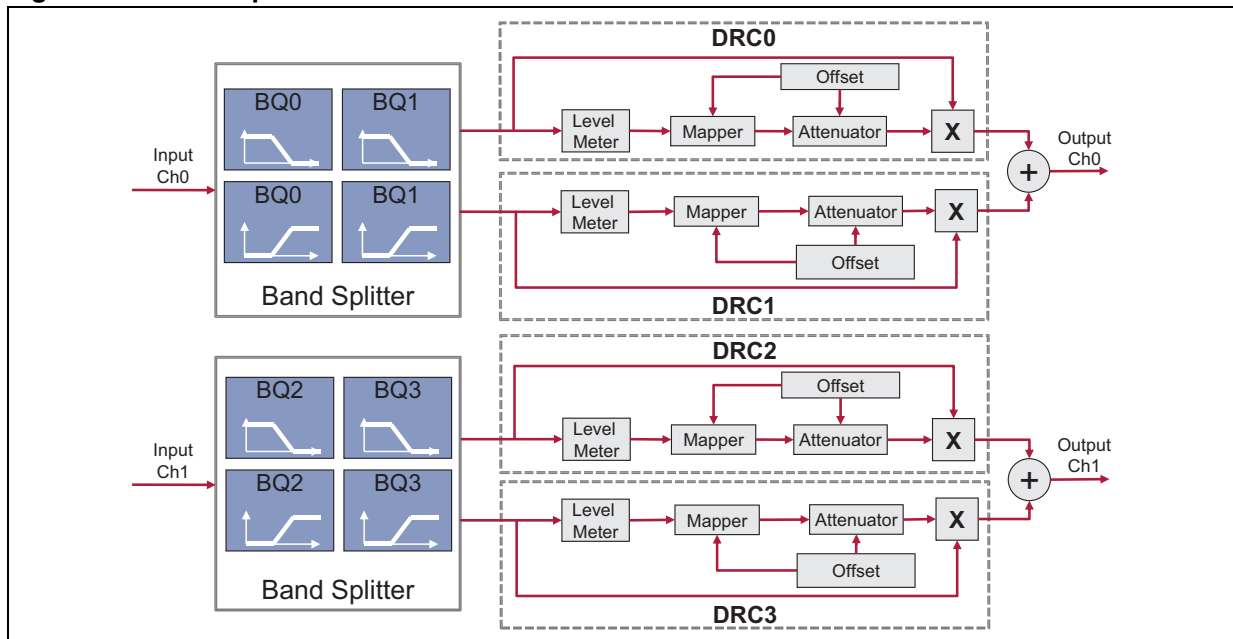 DRC0
Offset
BQ0
BQ1
Level
Meter
Mapper
Attenuator
X
Input
Ch0
Output
Ch0
+
BQ0
BQ1
Level
Meter
Mapper
Attenuator
X
Offset
Band Splitter
DRC1
DRC2
Offset
BQ2
BQ3
Level
Meter
Mapper
Attenuator
X
Input
Ch1
Output
Ch1
+
BQ2
BQ3
Level
Meter
Mapper
Attenuator
X
Offset
Band Splitter
DRC3